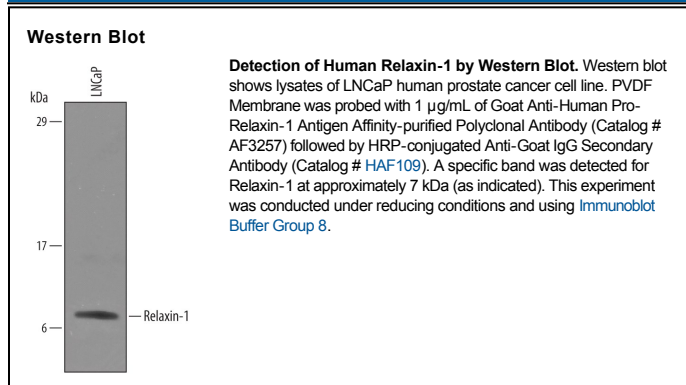 Western Blot
LNCaP
kDa
29
17
6
Relaxin-1
Detection of Human Relaxin-1 by Western Blot. Western blot
shows lysates of LNCaP human prostate cancer cell line. PVDF
Membrane was probed with 1 µg/mL of Goat Anti-Human Pro-
Relaxin-1 Antigen Affinity-purified Polyclonal Antibody (Catalog #
AF3257) followed by HRP-conjugated Anti-Goat IgG Secondary
Antibody (Catalog # HAF109). A specific band was detected for
Relaxin-1 at approximately 7 kDa (as indicated). This experiment
was conducted under reducing conditions and using Immunoblot
Buffer Group 8.